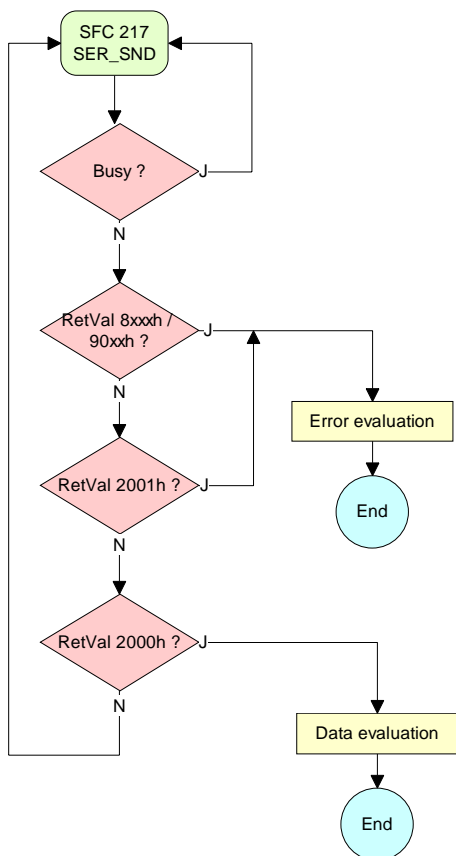 SFC 217
SER_SND
Busy ?
J
N
RetVal 8xxxh /
90xxh ?
J
N
Error evaluation
RetVal 2001h ?
J
End
N
RetVal 2000h ?
J
N
Data evaluation
End